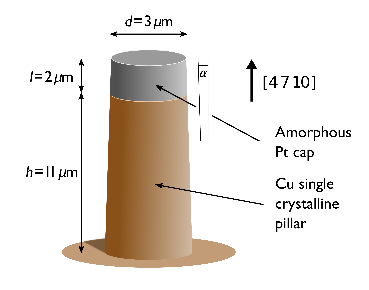 d=3 μm
l=2 μm
α
[4 7 10]
h=11 μm
Amorphous
Pt cap
Cu single
crystalline
pillar